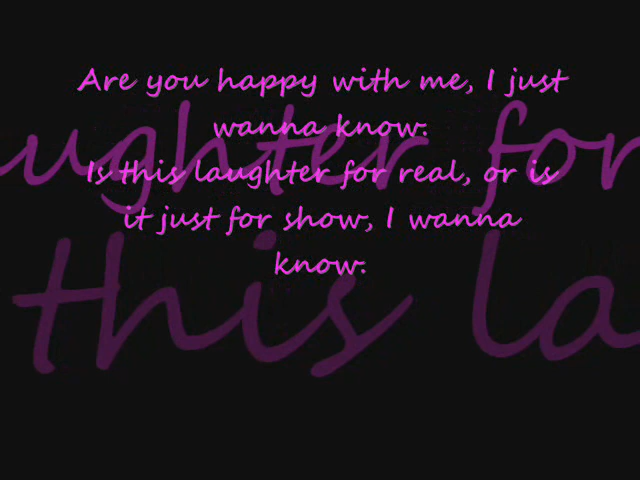 Are you happy with me, I just
wanna know.
Is this laughter for real, or is
it just for show, I wanna
know.
ughter for
this la